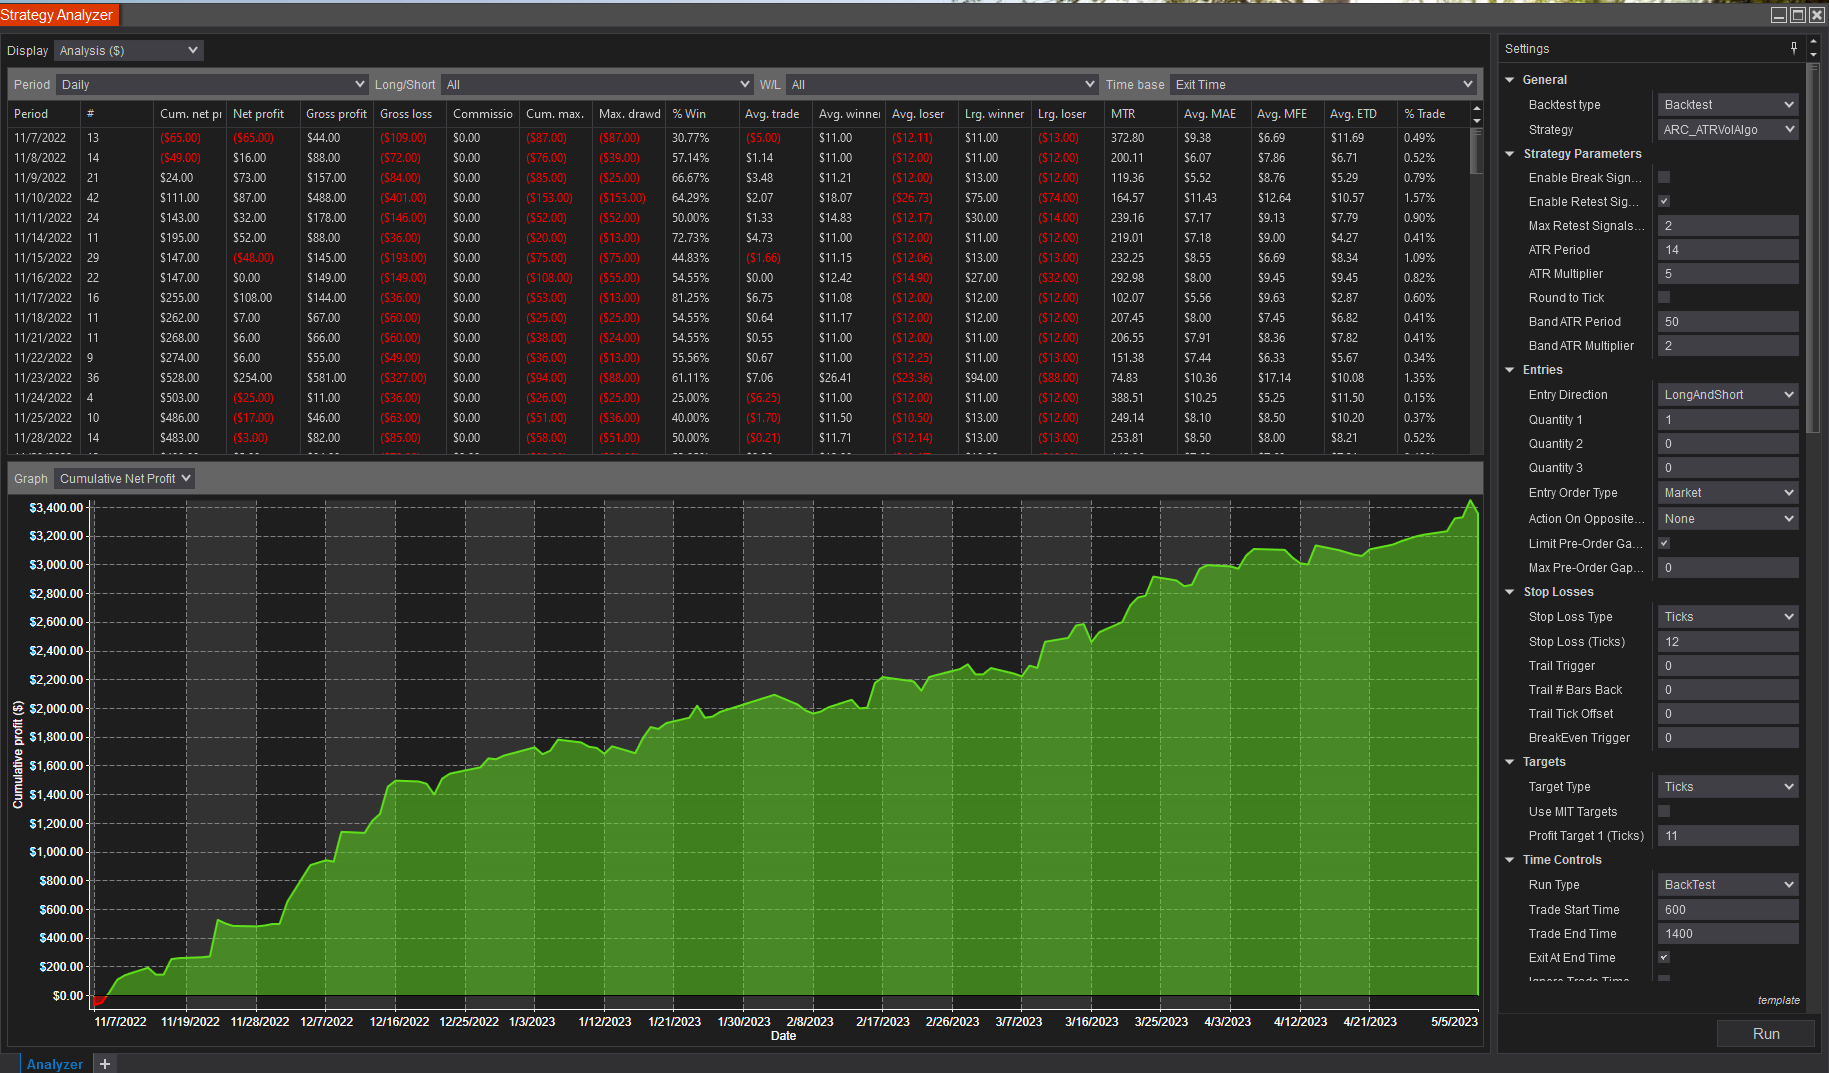 Strategy Analyzer
Display Analysis ($)
Period Daily Long/Short All W/L All Time base Exit Time
Period # Cum. net pr Net profit Gross profit Gross loss Commissio Cum. max. Max. drawd % Win Avg. trade Avg. winner Avg. loser Lrg. winner Lrg. loser MTR Avg. MAE Avg. MFE Avg. ETD % Trade
11/7/2022 13 ($65.00) ($65.00) $44.00 ($109.00) $0.00 ($87.00) ($87.00) 30.77% ($5.00) $11.00 ($12.11) $11.00 ($13.00) 372.80 $9.38 $6.69 $11.69 0.49%
11/8/2022 14 ($49.00) $16.00 $88.00 ($72.00) $0.00 ($76.00) ($39.00) 57.14% $1.14 $11.00 ($12.00) $11.00 ($12.00) 200.11 $6.07 $7.86 $6.71 0.52%
11/9/2022 21 $24.00 $73.00 $157.00 ($84.00) $0.00 ($85.00) ($25.00) 66.67% $3.48 $11.21 ($12.00) $13.00 ($12.00) 119.36 $5.52 $8.76 $5.29 0.79%
11/10/2022 42 $111.00 $87.00 $488.00 ($401.00) $0.00 ($153.00) ($153.00) 64.29% $2.07 $18.07 ($26.73) $75.00 ($74.00) 164.57 $11.43 $12.64 $10.57 1.57%
11/11/2022 24 $143.00 $32.00 $178.00 ($146.00) $0.00 ($52.00) ($52.00) 50.00% $1.33 $14.83 ($12.17) $30.00 ($14.00) 239.16 $7.17 $9.13 $7.79 0.90%
11/14/2022 11 $195.00 $52.00 $88.00 ($36.00) $0.00 ($20.00) ($13.00) 72.73% $4.73 $11.00 ($12.00) $11.00 ($12.00) 219.01 $7.18 $9.00 $4.27 0.41%
11/15/2022 29 $147.00 ($48.00) $145.00 ($193.00) $0.00 ($75.00) ($75.00) 44.83% ($1.66) $11.15 ($12.06) $13.00 ($13.00) 232.25 $8.55 $6.69 $8.34 1.09%
11/16/2022 22 $147.00 $0.00 $149.00 ($149.00) $0.00 ($108.00) ($55.00) 54.55% $0.00 $12.42 ($14.90) $27.00 ($32.00) 292.98 $8.00 $9.45 $9.45 0.82%
11/17/2022 16 $255.00 $108.00 $144.00 ($36.00) $0.00 ($53.00) ($13.00) 81.25% $6.75 $11.08 ($12.00) $12.00 ($12.00) 102.07 $5.56 $9.63 $2.87 0.60%
11/18/2022 11 $262.00 $7.00 $67.00 ($60.00) $0.00 ($25.00) ($25.00) 54.55% $0.64 $11.17 ($12.00) $12.00 ($12.00) 207.45 $8.00 $7.45 $6.82 0.41%
11/21/2022 11 $268.00 $6.00 $66.00 ($60.00) $0.00 ($38.00) ($24.00) 54.55% $0.55 $11.00 ($12.00) $11.00 ($12.00) 206.55 $7.91 $8.36 $7.82 0.41%
11/22/2022 9 $274.00 $6.00 $55.00 ($49.00) $0.00 ($36.00) ($13.00) 55.56% $0.67 $11.00 ($12.25) $11.00 ($13.00) 151.38 $7.44 $6.33 $5.67 0.34%
11/23/2022 36 $528.00 $254.00 $581.00 ($327.00) $0.00 ($94.00) ($88.00) 61.11% $7.06 $26.41 ($23.36) $94.00 ($88.00) 74.83 $10.36 $17.14 $10.08 1.35%
11/24/2022 4 $503.00 ($25.00) $11.00 ($36.00) $0.00 ($26.00) ($25.00) 25.00% ($6.25) $11.00 ($12.00) $11.00 ($12.00) 388.51 $10.25 $5.25 $11.50 0.15%
11/25/2022 10 $486.00 ($17.00) $46.00 ($63.00) $0.00 ($51.00) ($36.00) 40.00% ($1.70) $11.50 ($10.50) $13.00 ($12.00) 249.14 $8.10 $8.50 $10.20 0.37%
11/28/2022 14 $483.00 ($3.00) $82.00 ($85.00) $0.00 ($58.00) ($51.00) 50.00% ($0.21) $11.71 ($12.14) $13.00 ($13.00) 253.81 $8.50 $8.00 $8.21 0.52%
Graph Cumulative Net Profit
Cumulative profit ($)
$3,400.00
$3,200.00
$3,000.00
$2,800.00
$2,600.00
$2,400.00
$2,200.00
$2,000.00
$1,800.00
$1,600.00
$1,400.00
$1,200.00
$1,000.00
$800.00
$600.00
$400.00
$200.00
$0.00
11/7/2022 11/19/2022 11/28/2022 12/7/2022 12/16/2022 12/25/2022 1/3/2023 1/12/2023 1/21/2023 1/30/2023 2/8/2023 2/17/2023 2/26/2023 3/7/2023 3/16/2023 3/25/2023 4/3/2023 4/12/2023 4/21/2023 5/5/2023
Date
Analyzer +
Settings
General
Backtest type Backtest
Strategy ARC_ATRVolAlgo
Strategy Parameters
Enable Break Sign...
Enable Retest Sig...
Max Retest Signals... 2
ATR Period 14
ATR Multiplier 5
Round to Tick
Band ATR Period 50
Band ATR Multiplier 2
Entries
Entry Direction LongAndShort
Quantity 1 1
Quantity 2 0
Quantity 3 0
Entry Order Type Market
Action On Opposite... None
Limit Pre-Order Ga...
Max Pre-Order Gap... 0
Stop Losses
Stop Loss Type Ticks
Stop Loss (Ticks) 12
Trail Trigger 0
Trail # Bars Back 0
Trail Tick Offset 0
BreakEven Trigger 0
Targets
Target Type Ticks
Use MIT Targets
Profit Target 1 (Ticks) 11
Time Controls
Run Type BackTest
Trade Start Time 600
Trade End Time 1400
Exit At End Time
Ignore Trade Time
template
Run